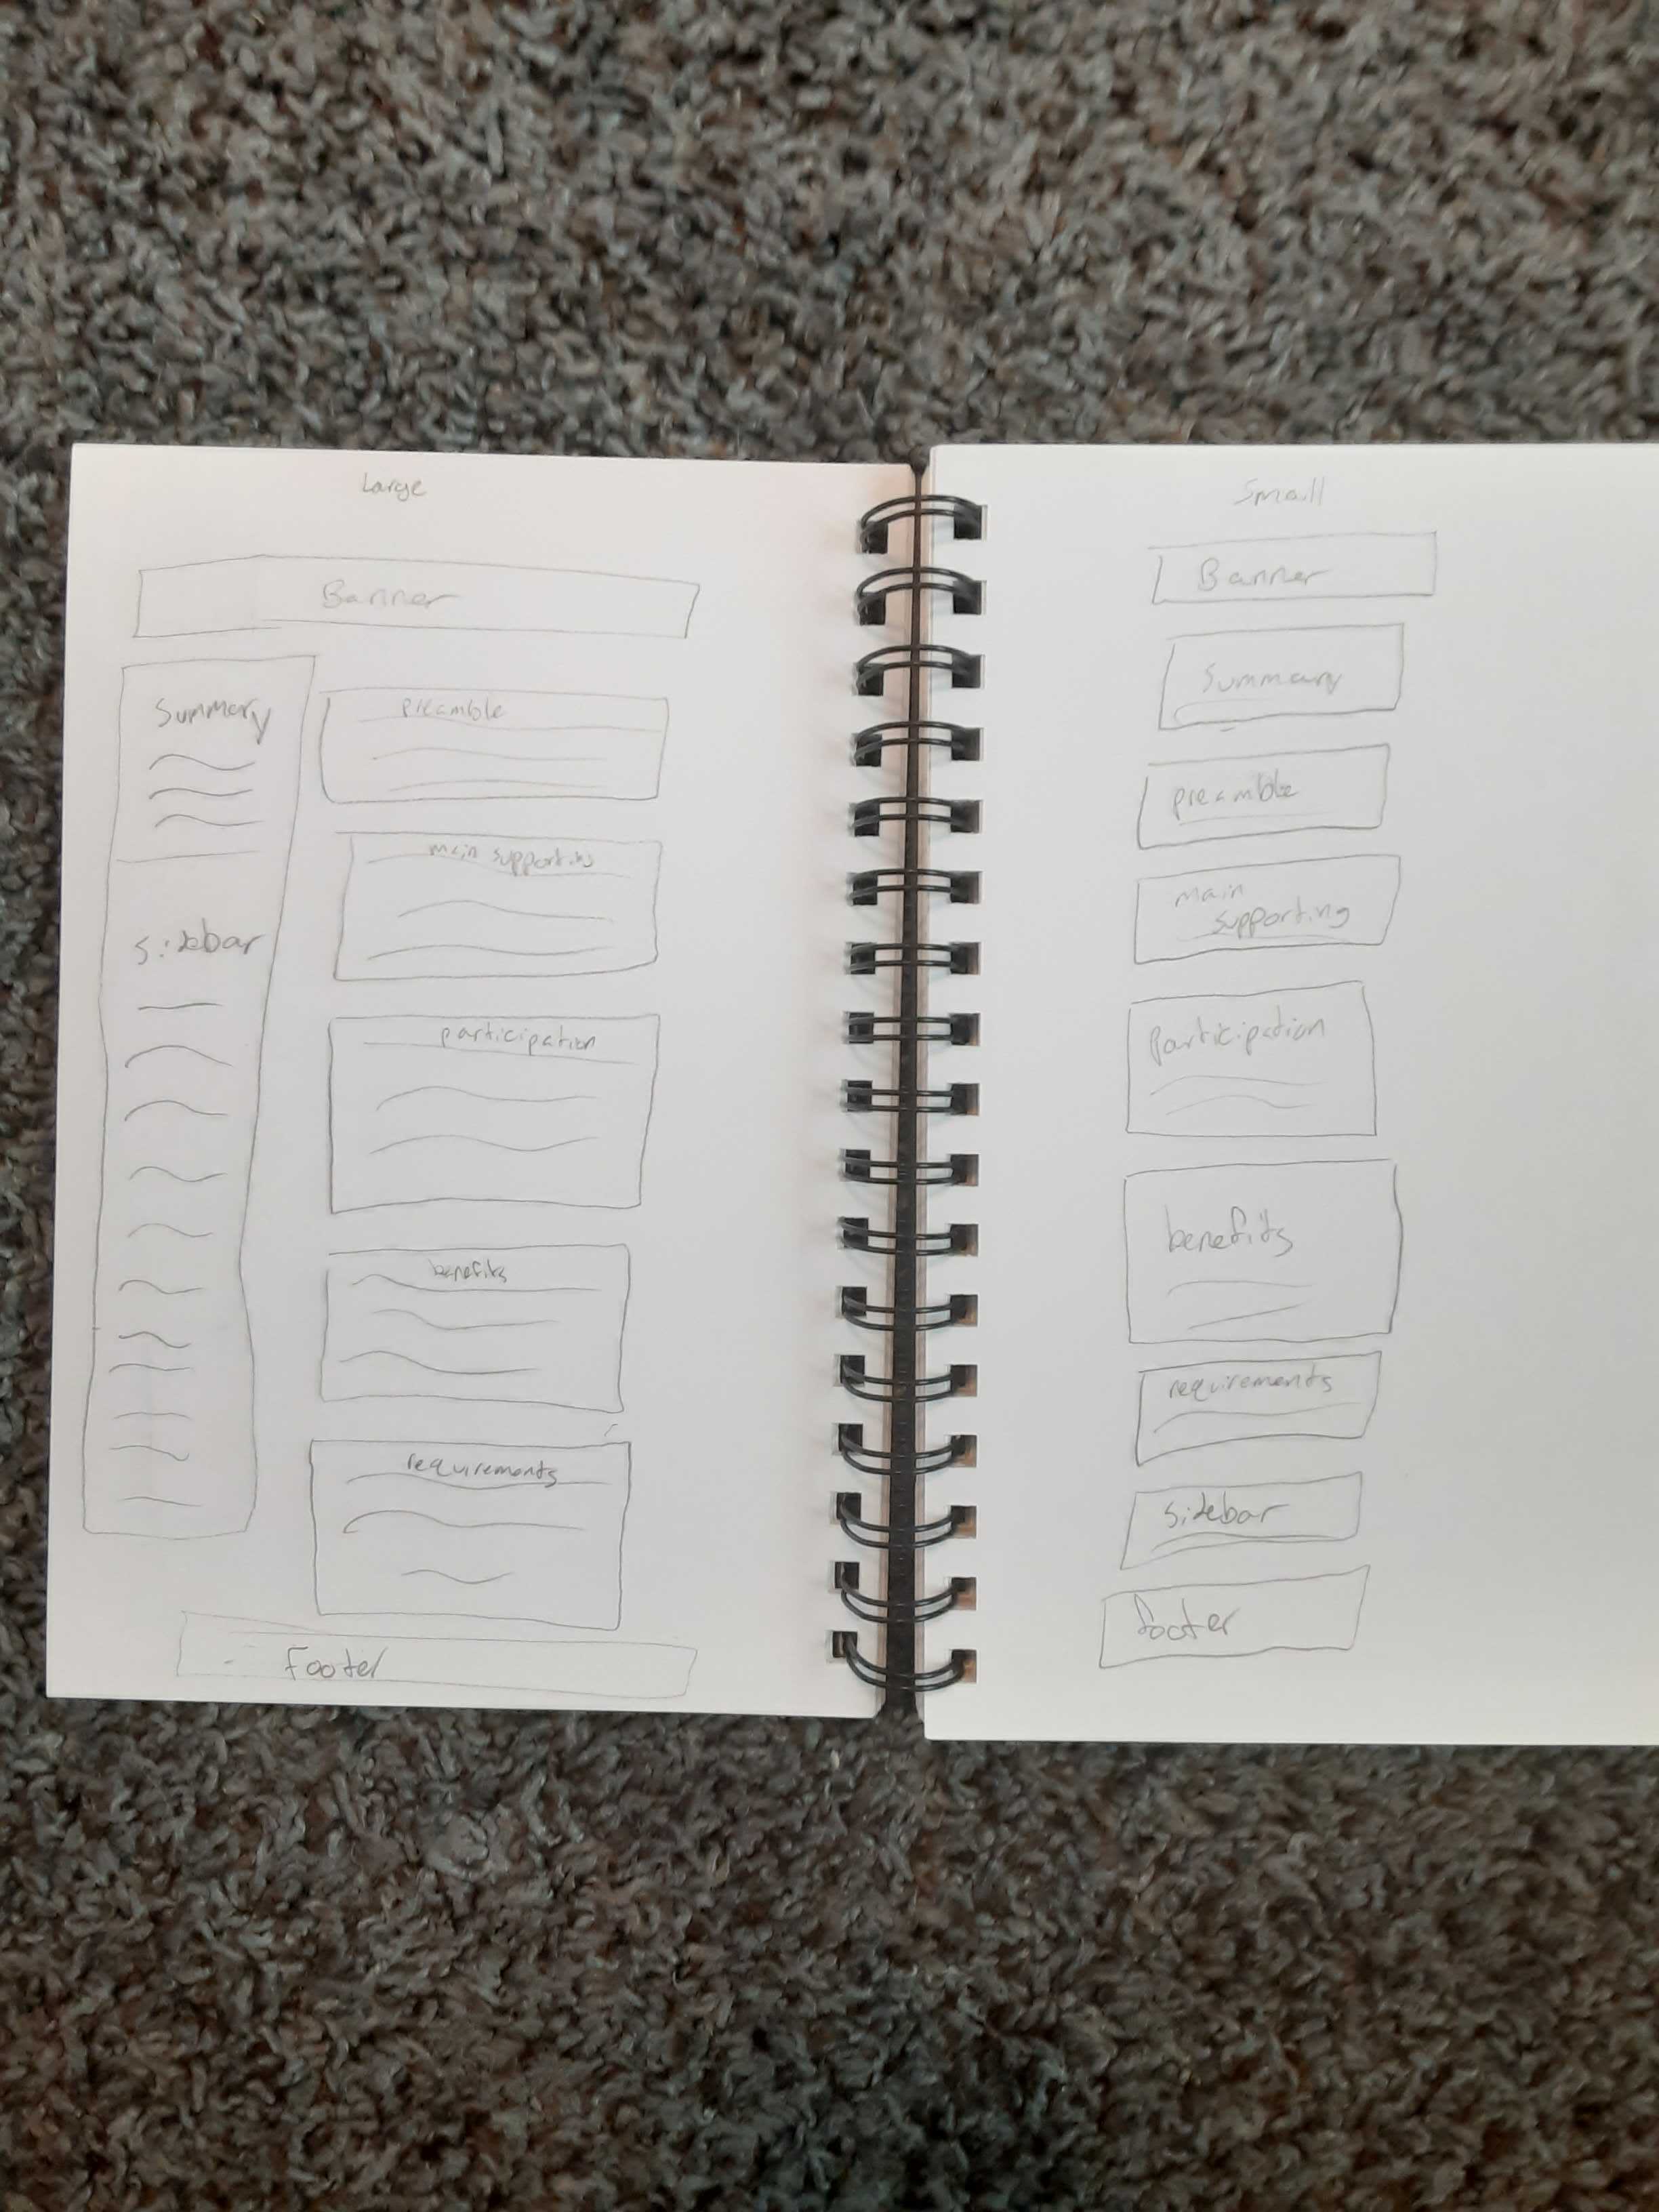 Large
Banner
Summary
preamble
main supporting
sidebar
participation
benefits
requirements
Footer
Small
Banner
Summary
preamble
main
supporting
Participation
benefits
requirements
sidebar
footer